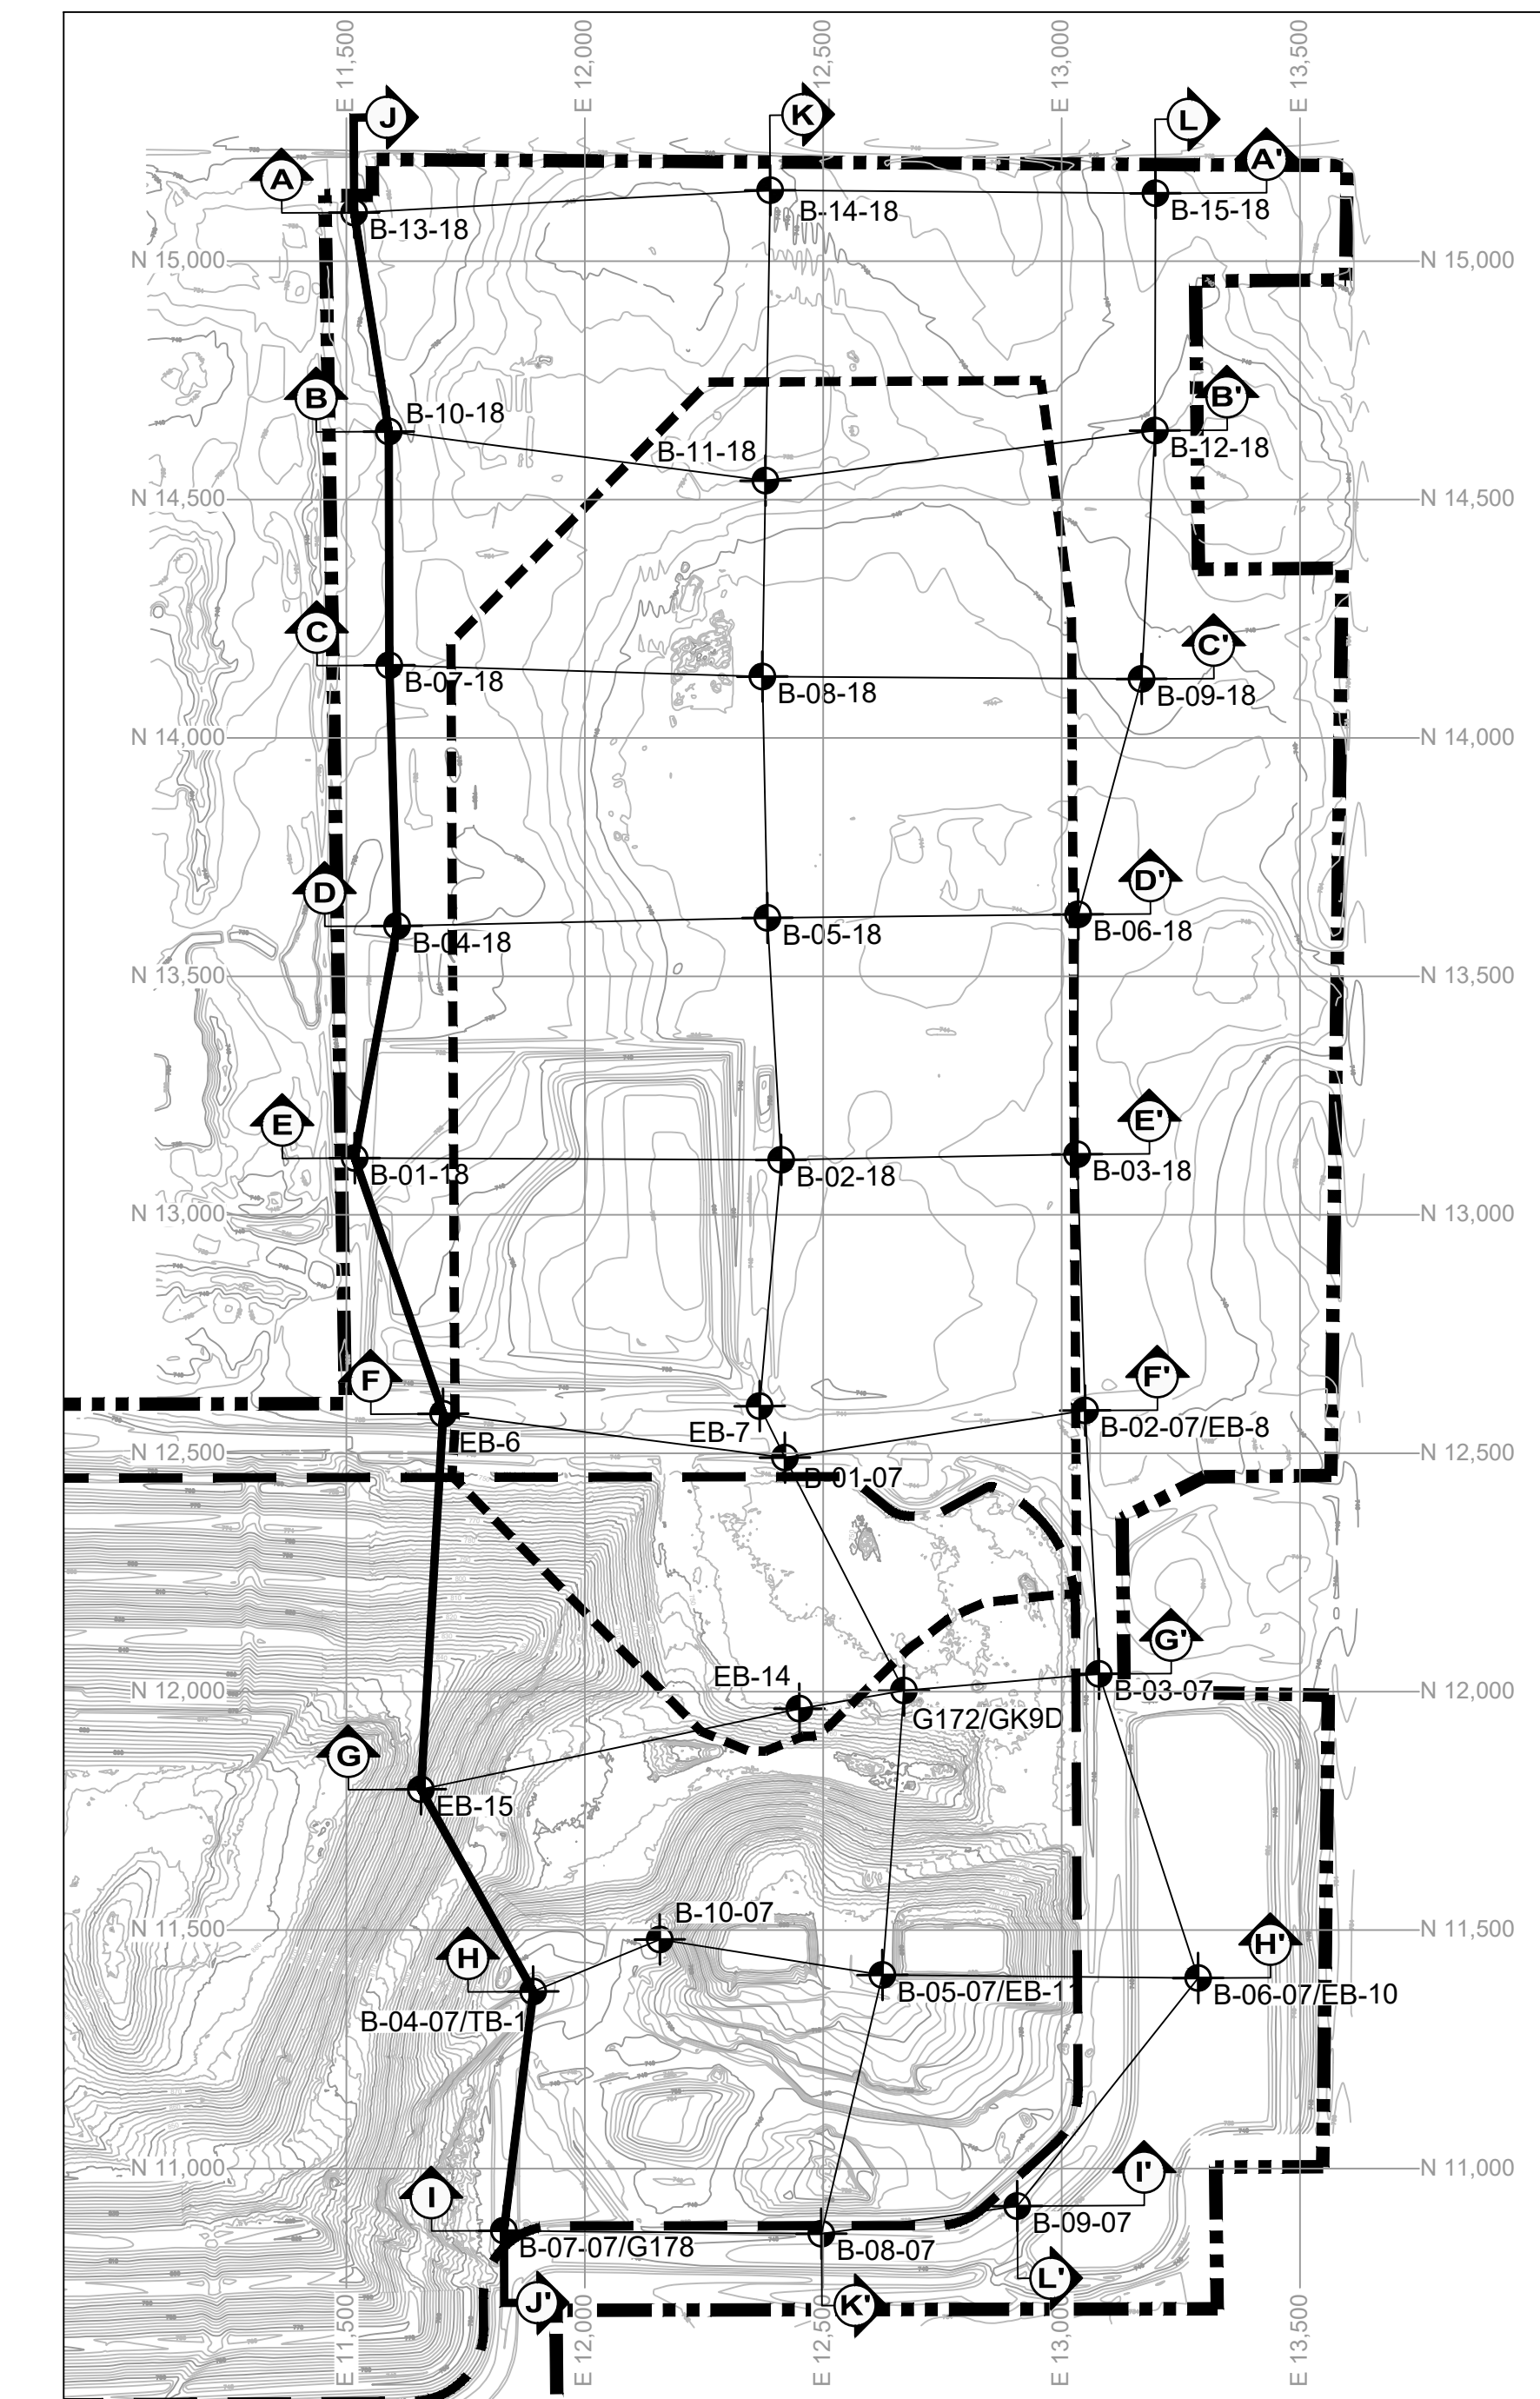 E 11,500
E 12,000
E 12,500
E 13,000
E 13,500
J
K
L
A
A'
B-13-18
B-14-18
B-15-18
N 15,000
N 15,000
B
B'
B-10-18
B-11-18
B-12-18
N 14,500
N 14,500
C
C'
B-07-18
B-08-18
B-09-18
N 14,000
N 14,000
D
D'
B-04-18
B-05-18
B-06-18
N 13,500
N 13,500
E
E'
B-01-18
B-02-18
B-03-18
N 13,000
N 13,000
F
F'
EB-6
EB-7
B-02-07/EB-8
N 12,500
N 12,500
B-01-07
G'
EB-14
B-03-07
N 12,000
N 12,000
G172/GK9D
G
EB-15
B-10-07
N 11,500
N 11,500
H
H'
B-05-07/EB-11
B-06-07/EB-10
B-04-07/TB-1
N 11,000
N 11,000
I
I'
B-09-07
B-07-07/G178
B-08-07
L'
J'
K'
E 11,500
E 12,000
E 12,500
E 13,000
E 13,500